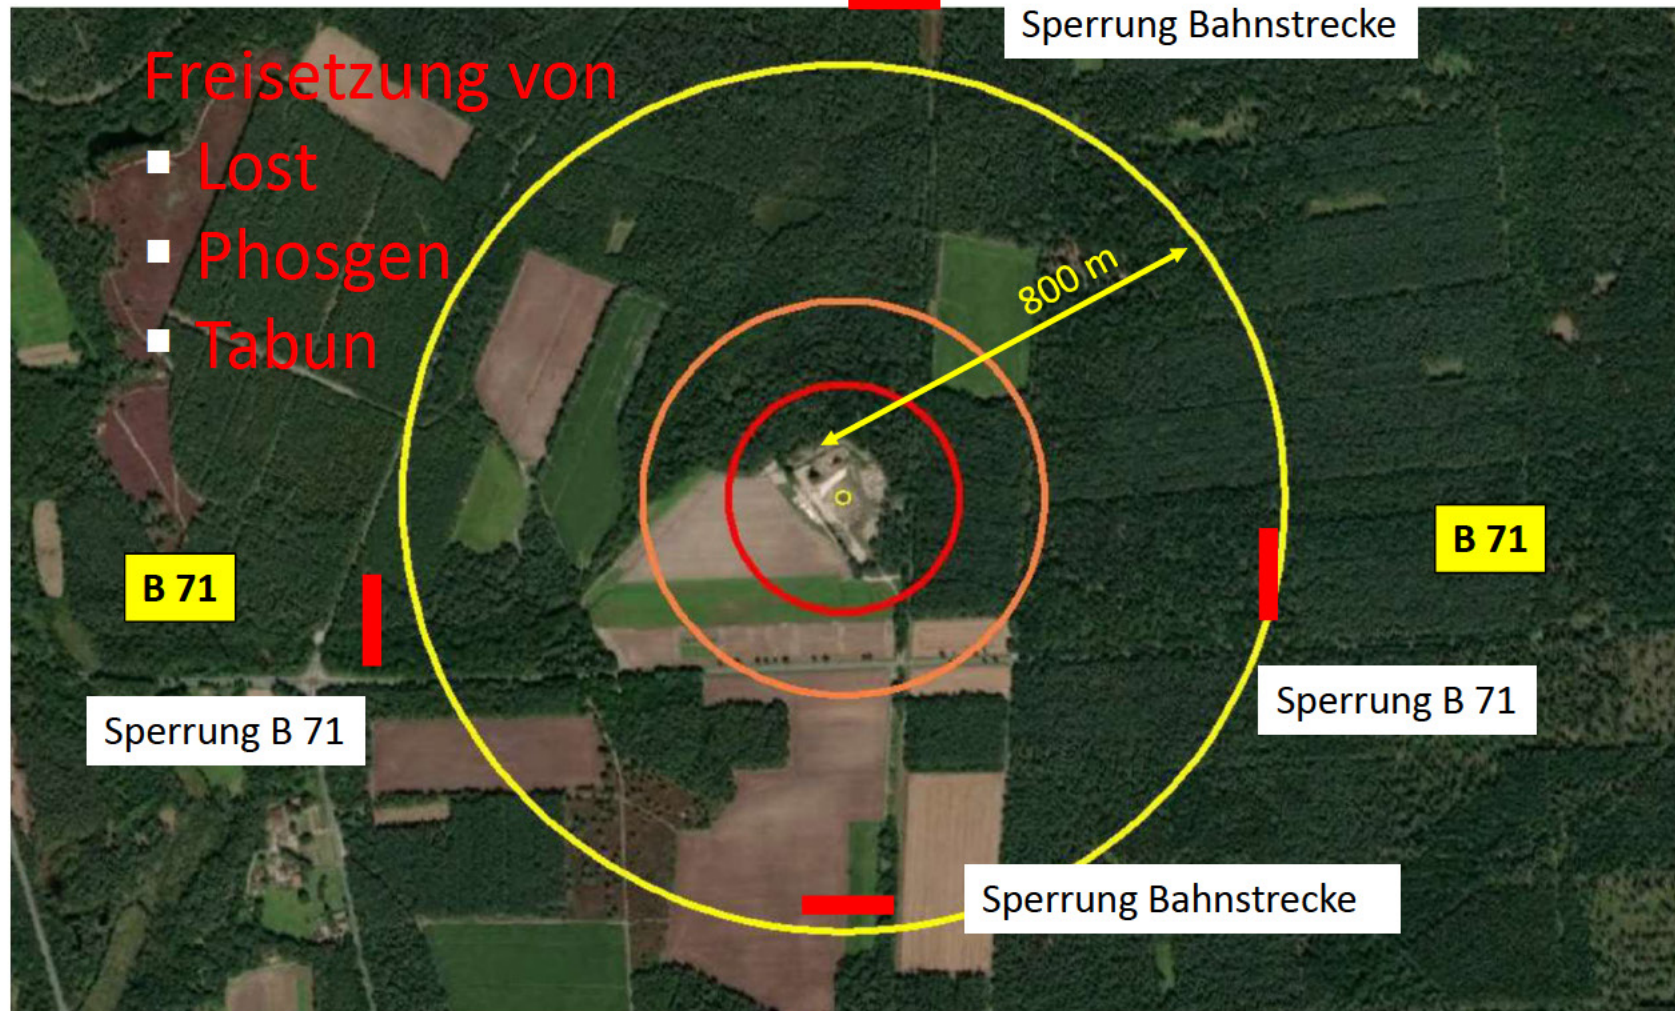 Sperrung Bahnstrecke
Freisetzung von
▪ Lost
▪ Phosgen
▪ Tabun
800 m
B 71
B 71
Sperrung B 71
Sperrung B 71
Sperrung Bahnstrecke